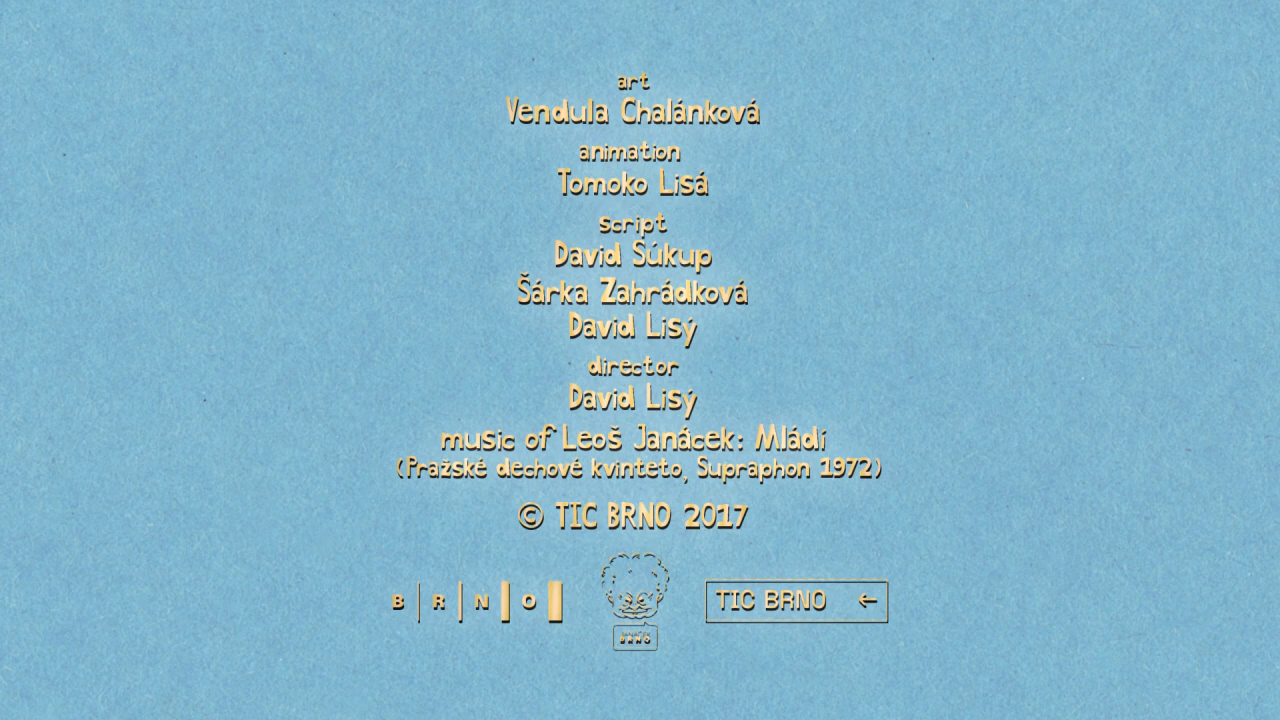 art
Vendula Chalánková
animation
Tomoko Lisá
script
David Súkup
Šárka Zahrádková
David Lisý
director
David Lisý
music of Leoš Janácek: Mládí
(Pražské dechové kvinteto, Supraphon 1972)
© TIC BRNO 2017
B R N O
TIC BRNO ←
BRNO